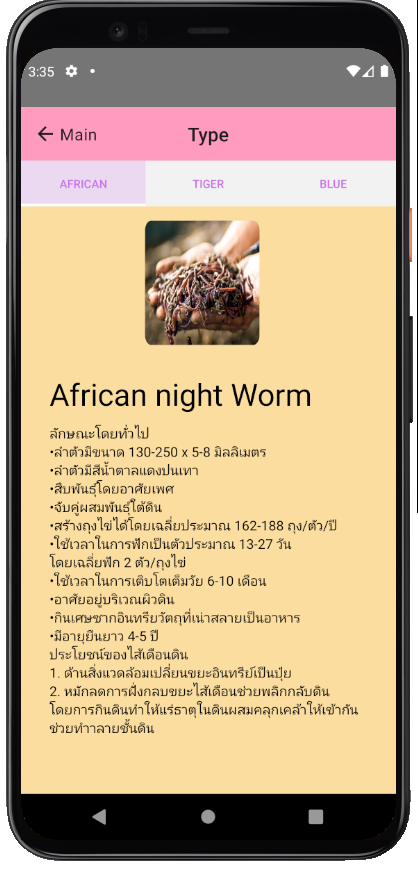 3:35
Main
Type
AFRICAN
TIGER
BLUE
African night Worm
ลักษณะโดยทั่วไป
•ลำตัวมีขนาด 130-250 x 5-8 มิลลิเมตร
•ลำตัวมีสีน้ำตาลแดงปนเทา
•สืบพันธุ์โดยอาศัยเพศ
•จับคู่ผสมพันธุ์ใต้ดิน
•สร้างถุงไข่ได้โดยเฉลี่ยประมาณ 162-188 ถุง/ตัว/ปี
•ใช้เวลาในการฟักเป็นตัวประมาณ 13-27 วัน
โดยเฉลี่ยฟัก 2 ตัว/ถุงไข่
•ใช้เวลาในการเติบโตเต็มวัย 6-10 เดือน
•อาศัยอยู่บริเวณผิวดิน
•กินเศษซากอินทรียวัตถุที่เน่าสลายเป็นอาหาร
•มีอายุยืนยาว 4-5 ปี
ประโยชน์ของไส้เดือนดิน
1. ด้านสิ่งแวดล้อมเปลี่ยนขยะอินทรีย์เป็นปุ๋ย
2. หมักลดการฝังกลบขยะไส้เดือนช่วยพลิกกลับดิน
โดยการกินดินทำให้แร่ธาตุในดินผสมคลุกเคล้าให้เข้ากัน
ช่วยทำาลายชั้นดิน